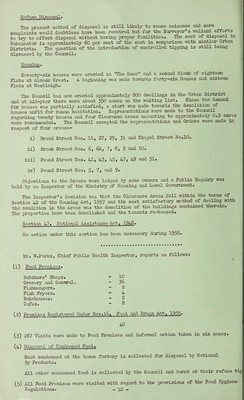 Refuse Disposal.
The present method of disposal is still likely to cause nuisance and more
complaints would doubtless have been recorded but for the Surveyor's valiant efforts
to try to effect disposal without having proper facilities. The cost of disposal in
Warminster is approximately 60 per cent of the cost in comparison with similar Urban
Districts. The question of the introduction of controlled tipping is still being
discussed by the Council.
Housing.
Seventy-six houses were erected in "The Dene" and a second block of eighteen
Flats at Alcock Crest. A beginning was made towards forty-six Houses and sixteen
Flats at Westleigh.
The Council has now erected approximately 800 dwellings in the Urban District
and at mid-year there were about 350 names on the waiting list. Since the demand
for houses was partially satisfied, a start was made towards the demolition of
houses unfit for human habitation. Representations were made to the Council
regarding twenty houses and four Clearance Areas amounting to approximately 0.49 acres
were recommended. The Council accepted the representations and Orders were made in
respect of four areas-
i) Broad Street Nos. 11, 27, 29, 31 and Chapel Street No.10.
ii) Broad Street Nos. 6, 6A, 7, 8, 9 and 10.
iii) Pound Street Nos. 41, 43, 45, 47, 49 and 51.
iv) Pound Street Nos. 5, 7, and 9.
Objections to the Orders were lodged by some owners and a Public Enquiry was
held by an Inspector of the Ministry of Housing and Local Government.
The Inspector's decision was that the Clearance Areas fell within the terms of
Section 42 of the Housing Act, 1957 and the most satisfactory method of dealing with
the condition in the Areas was the demolition of the buildings contained therein.
The properties have been demolished and the tenants re-housed.
Section 47. National Assistance Act, 1948.
No action under this section has been necessary during 1958.
Mr. W.Parks, Chief Public Health Inspector, reports as follows:
(1) Food Premises.
Butchers' Shops. - 10
Grocery and General. - 36
Fishmongers. - 2
Fish Fryers. - 4
Bakehouses. - 2
Cafes. - 8
(2) Premises Registered Under Sec.16, Food and Drugs Act, 1955.
40
(3) 262 Visits were made to Food Premises and informal action taken in six cases.
(4) Disposal of Condemned Food.
Meat condemned at the bacon factory is collected for disposal by National
By Products.
All other condemned food is collected by the Council and burned at their refuse tip
(5) All Food Premises were visited with regard to the provisions of the Food Hygiene
Regulations.